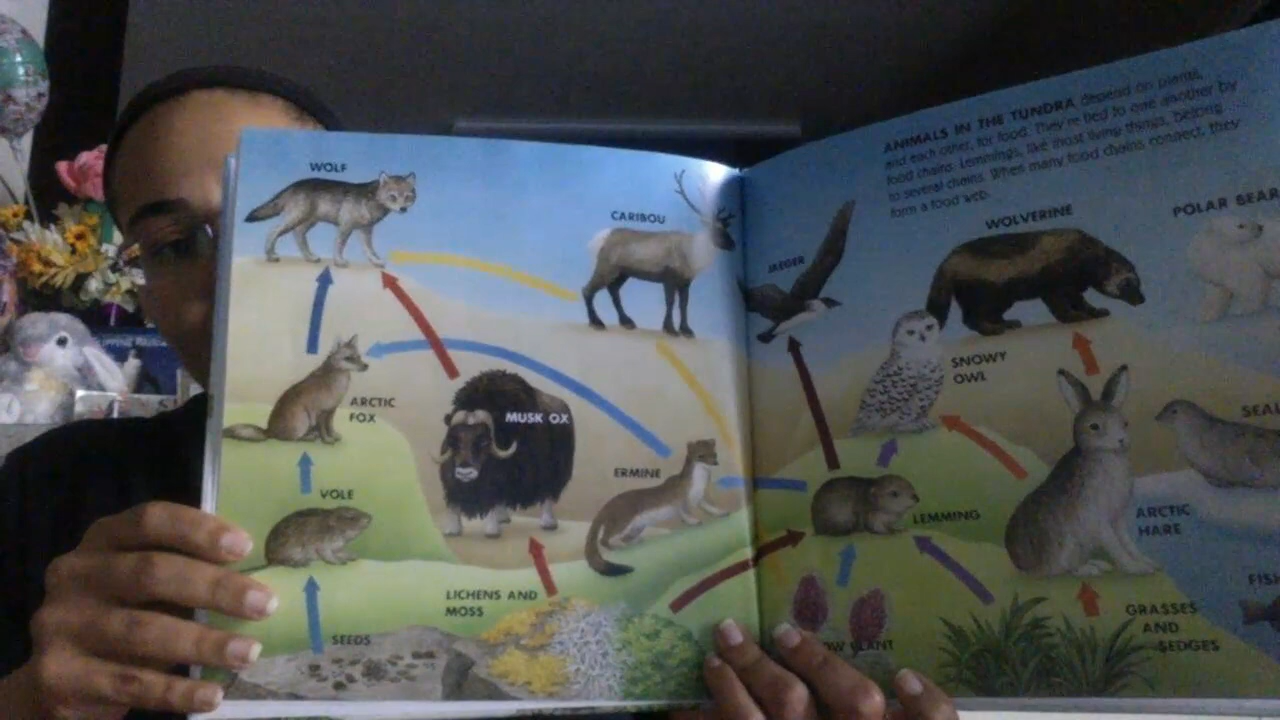 WOLF
CARIBOU
ARCTIC
FOX
MUSK OX
ERMINE
VOLE
LICHENS AND
MOSS
SEEDS
ANIMALS IN THE TUNDRA depend on plants,
and each other, for food. They're tied to one another by
food chains. Lemmings, like most living things, belong
to several chains. When many food chains connect, they
form a food web.
JAEGER
WOLVERINE
POLAR BEAR
SNOWY
OWL
SEAL
LEMMING
ARCTIC
HARE
FISH
GRASSES
AND
SEDGES
PLANT